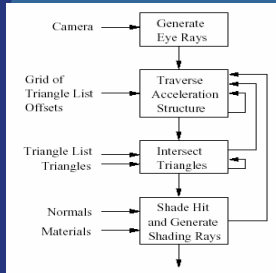 Camera
Generate
Eye Rays
Grid of
Triangle List
Offsets
Traverse
Acceleration
Structure
Triangle List
Triangles
Intersect
Triangles
Normals
Materials
Shade Hit
and Generate
Shading Rays